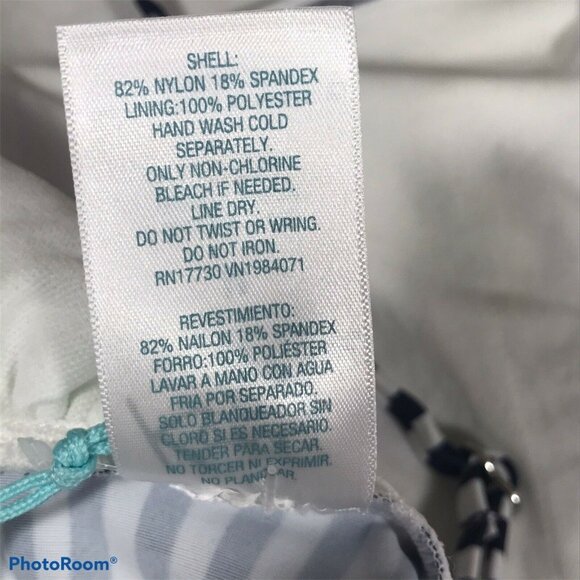 SHELL:
82% NYLON 18% SPANDEX
LINING:100% POLYESTER
HAND WASH COLD
SEPARATELY.
ONLY NON-CHLORINE
BLEACH IF NEEDED.
LINE DRY.
DO NOT TWIST OR WRING.
DO NOT IRON.
RN17730 VN1984071
REVESTIMIENTO:
82% NAILON 18% SPANDEX
FORRO:100% POLIÉSTER
LAVAR A MANO CON AGUA
FRIA POR SEPARADO.
SOLO BLANQUEADOR SIN
CLORO SI ES NECESARIO.
TENDER PARA SECAR.
NO TORCER NI EXPRIMIR.
NO PLANCHAR.
PhotoRoom®